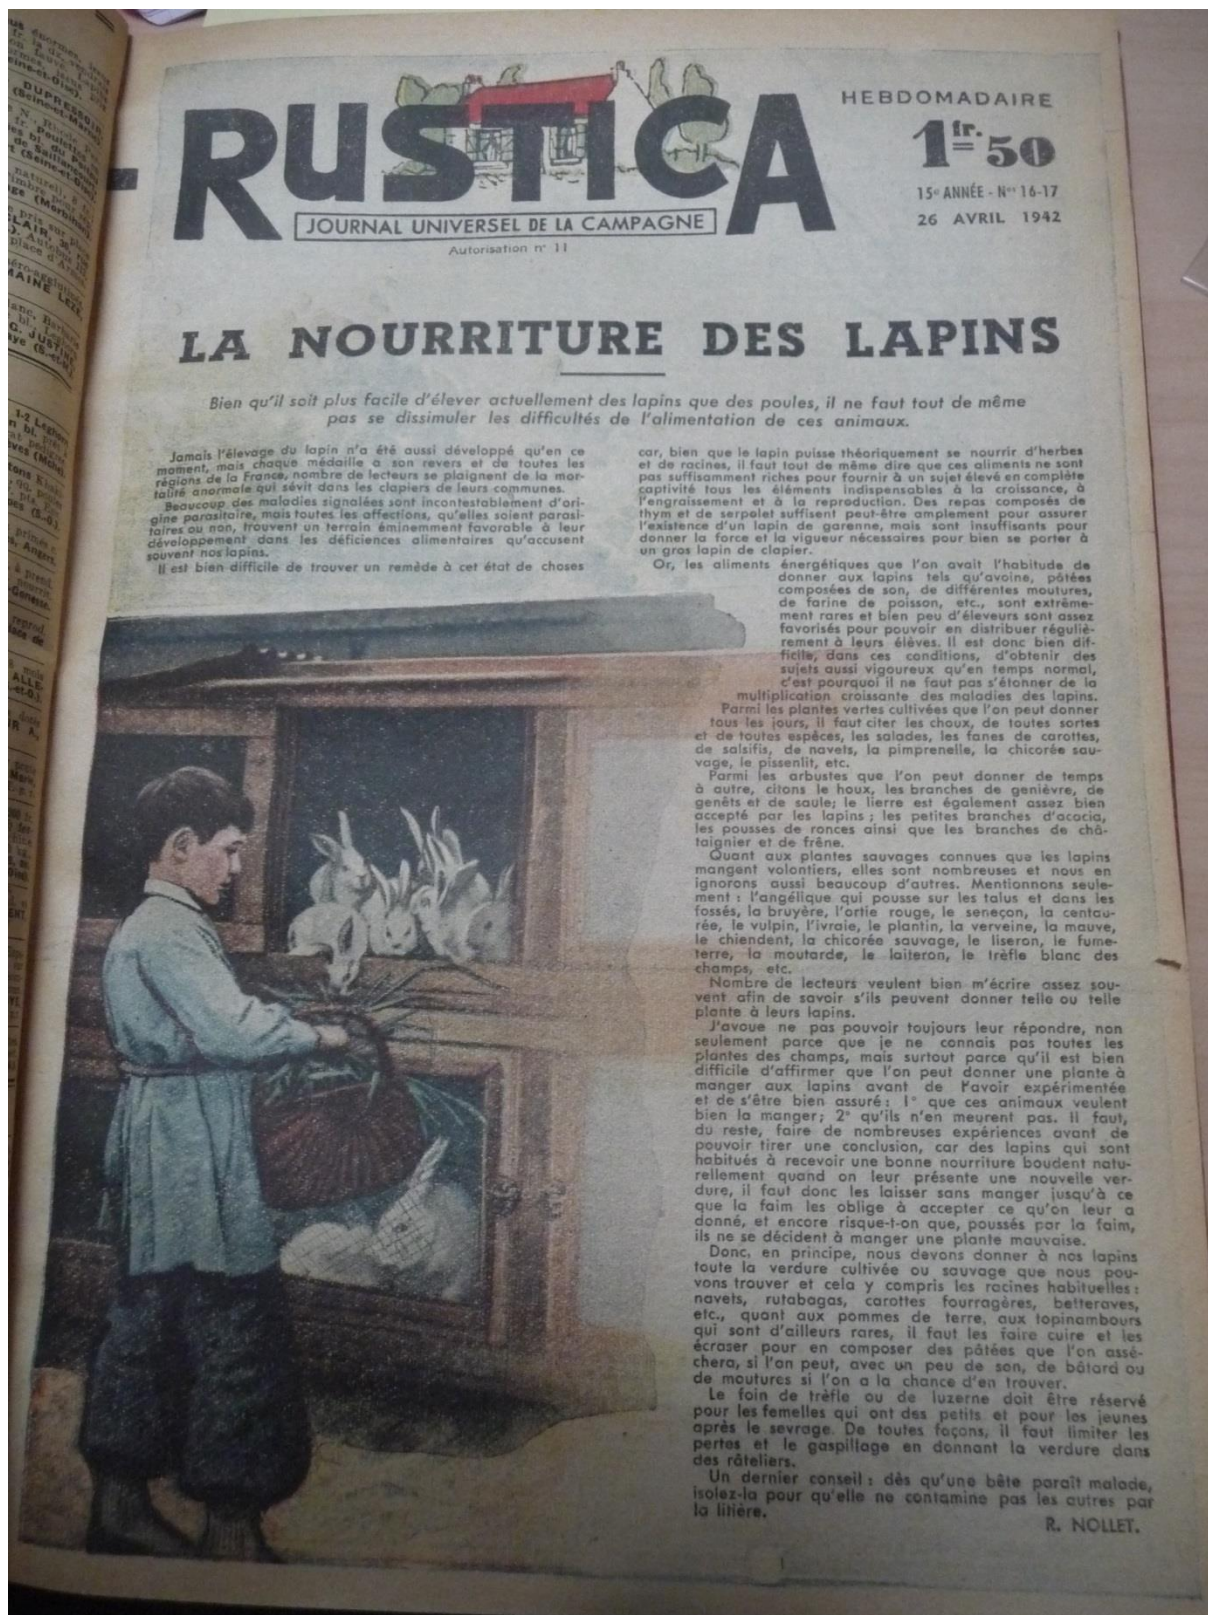 RUSTICA
JOURNAL UNIVERSEL DE LA CAMPAGNE
Autorisation n° 11
HEBDOMADAIRE
1fr. 50
15e ANNÉE - Nos 16-17
26 AVRIL 1942
LA NOURRITURE DES LAPINS
Bien qu'il soit plus facile d'élever actuellement des lapins que des poules, il ne faut tout de même
pas se dissimuler les difficultés de l'alimentation de ces animaux.
Jamais l'élevage du lapin n'a été aussi développé qu'en ce
moment, mais chaque médaille a son revers et de toutes les
régions de la France, nombre de lecteurs se plaignent de la mor-
talité anormale qui sévit dans les clapiers de leurs communes.
Beaucoup des maladies signalées sont incontestablement d'ori-
gine parasitaire, mais toutes les affections, qu'elles soient parasi-
taires ou non, trouvent un terrain éminemment favorable à leur
développement dans les déficiences alimentaires qu'accusent
souvent nos lapins.
Il est bien difficile de trouver un remède à cet état de choses
car, bien que le lapin puisse théoriquement se nourrir d'herbes
et de racines, il faut tout de même dire que ces aliments ne sont
pas suffisamment riches pour fournir à un sujet élevé en complète
captivité tous les éléments indispensables à la croissance, à
l'engraissement et à la reproduction. Des repas composés de
thym et de serpolet suffisent peut-être amplement pour assurer
l'existence d'un lapin de garenne, mais sont insuffisants pour
donner la force et la vigueur nécessaires pour bien se porter à
un gros lapin de clapier.
Or, les aliments énergétiques que l'on avait l'habitude de
donner aux lapins tels qu'avoine, pâtées
composées de son, de différentes moutures,
de farine de poisson, etc., sont extrême-
ment rares et bien peu d'éleveurs sont assez
favorisés pour pouvoir en distribuer réguliè-
rement à leurs élèves. Il est donc bien dif-
ficile, dans ces conditions, d'obtenir des
sujets aussi vigoureux qu'en temps normal,
c'est pourquoi il ne faut pas s'étonner de la
multiplication croissante des maladies des lapins.
Parmi les plantes vertes cultivées que l'on peut donner
tous les jours, il faut citer les choux, de toutes sortes
et de toutes espèces, les salades, les fanes de carottes,
de salsifis, de navets, la pimprenelle, la chicorée sau-
vage, le pissenlit, etc.
Parmi les arbustes que l'on peut donner de temps
à autre, citons le houx, les branches de genièvre, de
genêts et de saule; le lierre est également assez bien
accepté par les lapins ; les petites branches d'acacia,
les pousses de ronces ainsi que les branches de châ-
taignier et de frêne.
Quant aux plantes sauvages connues que les lapins
mangent volontiers, elles sont nombreuses et nous en
ignorons aussi beaucoup d'autres. Mentionnons seule-
ment : l'angélique qui pousse sur les talus et dans les
fossés, la bruyère, l'ortie rouge, le seneçon, la centau-
rée, le vulpin, l'ivraie, le plantin, la verveine, la mauve,
le chiendent, la chicorée sauvage, le liseron, le fume-
terre, la moutarde, le laiteron, le trèfle blanc des
champs, etc.
Nombre de lecteurs veulent bien m'écrire assez sou-
vent afin de savoir s'ils peuvent donner telle ou telle
plante à leurs lapins.
J'avoue ne pas pouvoir toujours leur répondre, non
seulement parce que je ne connais pas toutes les
plantes des champs, mais surtout parce qu'il est bien
difficile d'affirmer que l'on peut donner une plante à
manger aux lapins avant de l'avoir expérimentée
et de s'être bien assuré : 1° que ces animaux veulent
bien la manger; 2° qu'ils n'en meurent pas. Il faut,
du reste, faire de nombreuses expériences avant de
pouvoir tirer une conclusion, car des lapins qui sont
habitués à recevoir une bonne nourriture boudent natu-
rellement quand on leur présente une nouvelle ver-
dure, il faut donc les laisser sans manger jusqu'à ce
que la faim les oblige à accepter ce qu'on leur a
donné, et encore risque-t-on que, poussés par la faim,
ils ne se décident à manger une plante mauvaise.
Donc, en principe, nous devons donner à nos lapins
toute la verdure cultivée ou sauvage que nous pou-
vons trouver et cela y compris les racines habituelles :
navets, rutabagas, carottes fourragères, betteraves,
etc., quant aux pommes de terre, aux topinambours
qui sont d'ailleurs rares, il faut les faire cuire et les
écraser pour en composer des pâtées que l'on assé-
chera, si l'on peut, avec un peu de son, de bâtard ou
de moutures si l'on a la chance d'en trouver.
Le foin de trèfle ou de luzerne doit être réservé
pour les femelles qui ont des petits et pour les jeunes
après le sevrage. De toutes façons, il faut limiter les
pertes et le gaspillage en donnant la verdure dans
des râteliers.
Un dernier conseil : dès qu'une bête paraît malade,
isolez-la pour qu'elle ne contamine pas les autres par
la litière.
R. NOLLET.
1